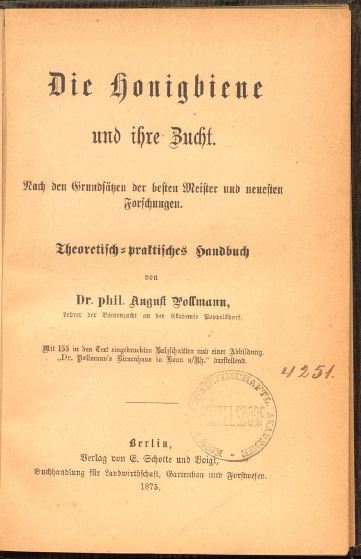 Die Honigbiene
und ihre Zucht.
Nach den Grundsätzen der besten Meister und neuesten
Forschungen.
Theoretisch-praktisches Handbuch
von
Dr. phil. August Pollmann,
Lehrer der Bienenzucht an der Akademie Poppelsdorf.
Mit 155 in den Text eingedruckten Holzschnitten und einer Abbildung,
„Dr. Pollmann's Bienenhaus in Bonn a/Rh.“ darstellend.
4251.
POPPELSDORF
Berlin,
Verlag von E. Schotte und Voigt,
Buchhandlung für Landwirthschaft, Gartenbau und Forstwesen.
1875.